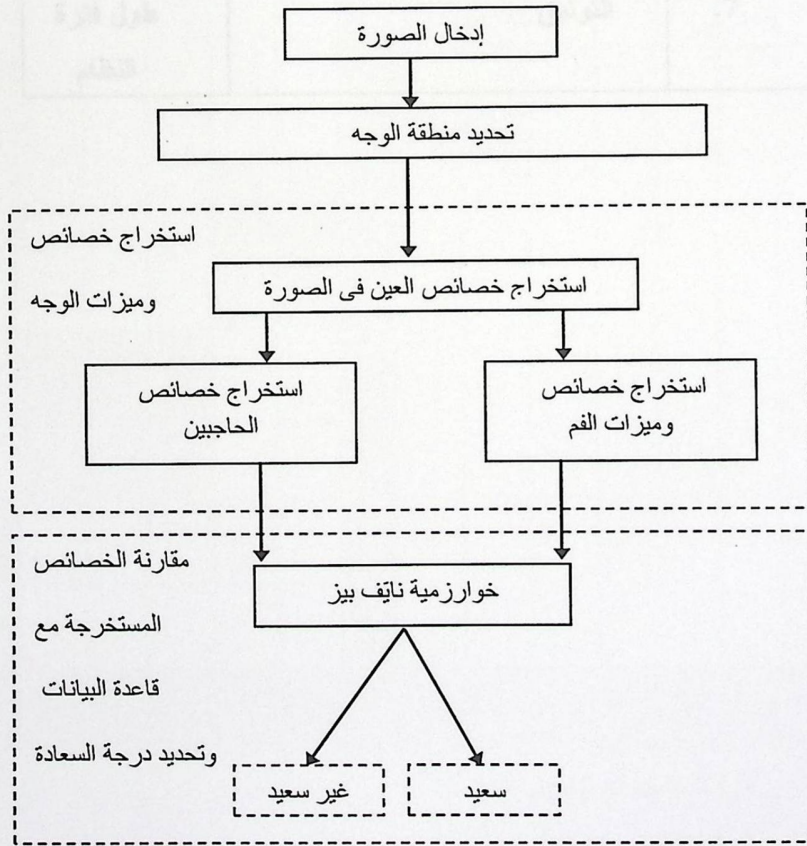 إدخال الصورة
تحديد منطقة الوجه
استخراج خصائص
وميزات الوجه
استخراج خصائص العين فى الصورة
استخراج خصائص
وميزات الفم
استخراج خصائص
الحاجبين
مقارنة الخصائص
المستخرجة مع
قاعدة البيانات
وتحديد درجة السعادة
خوارزمية نائف بيز
سعيد
غير سعيد